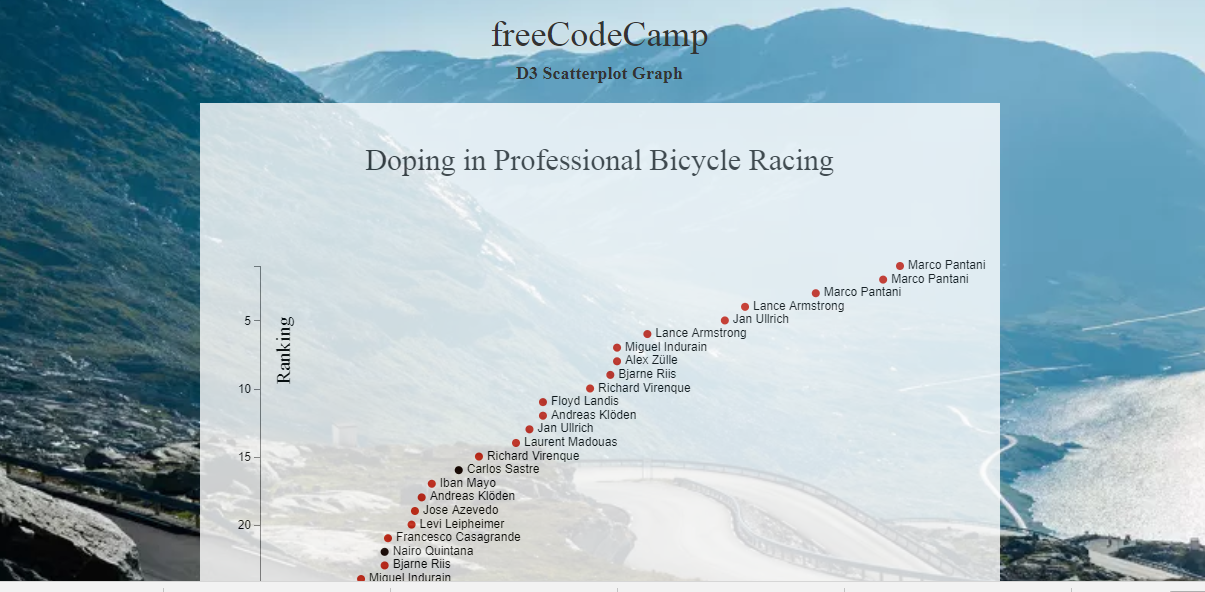 freeCodeCamp
D3 Scatterplot Graph
Doping in Professional Bicycle Racing
Marco Pantani
Marco Pantani
Marco Pantani
Lance Armstrong
5
Jan Ullrich
Lance Armstrong
Ranking
Miguel Indurain
Alex Zülle
Bjarne Riis
10
Richard Virenque
Floyd Landis
Andreas Klöden
Jan Ullrich
Laurent Madouas
15
Richard Virenque
Carlos Sastre
Iban Mayo
Andreas Klöden
Jose Azevedo
20
Levi Leipheimer
Francesco Casagrande
Nairo Quintana
Bjarne Riis
Miguel Indurain